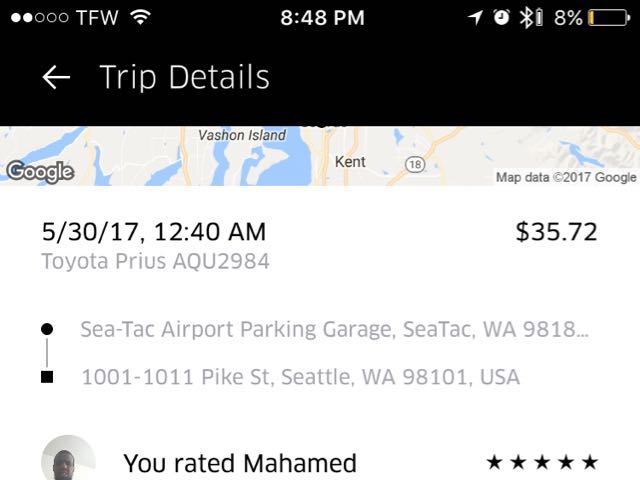 TFW 8:48 PM 8%
Trip Details
Vashon Island
Kent
18
Google
Map data ©2017 Google
5/30/17, 12:40 AM $35.72
Toyota Prius AQU2984
Sea-Tac Airport Parking Garage, SeaTac, WA 9818...
1001-1011 Pike St, Seattle, WA 98101, USA
You rated Mahamed ★★★★★